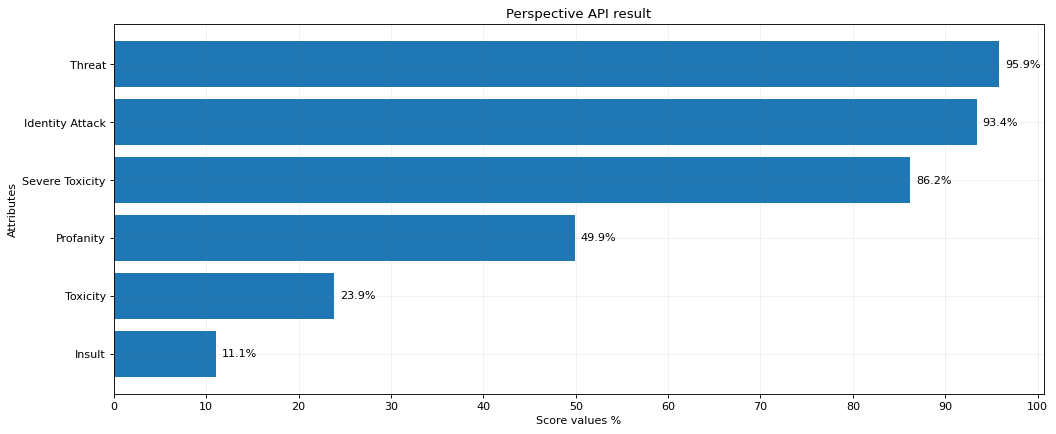 Perspective API result
Threat
95.9%
Identity Attack
93.4%
Severe Toxicity
86.2%
Profanity
49.9%
Toxicity
23.9%
Insult
11.1%
Attributes
0 10 20 30 40 50 60 70 80 90 100
Score values %